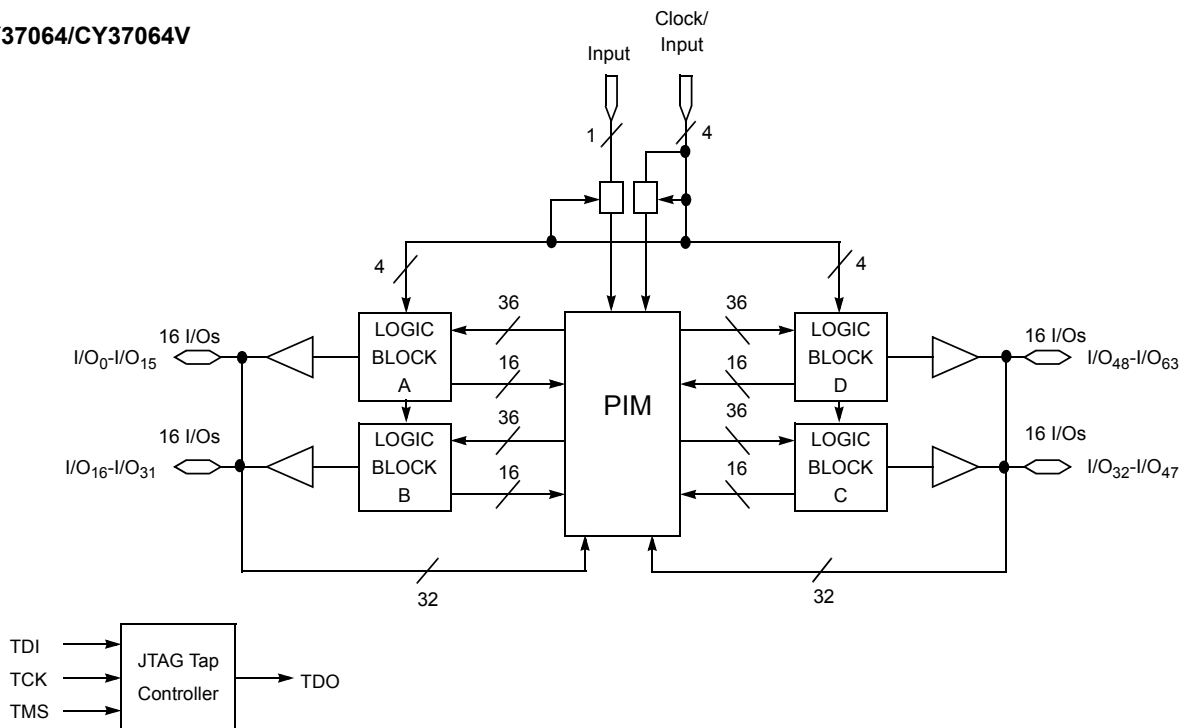 37064/CY37064V
Clock/
Input
Input
1
4
4
4
16 I/Os
I/O0-I/O15
LOGIC
BLOCK
A
36
16
PIM
36
16
LOGIC
BLOCK
D
16 I/Os
I/O48-I/O63
16 I/Os
I/O16-I/O31
LOGIC
BLOCK
B
36
16
36
16
LOGIC
BLOCK
C
16 I/Os
I/O32-I/O47
32
32
TDI
TCK
TMS
JTAG Tap
Controller
TDO